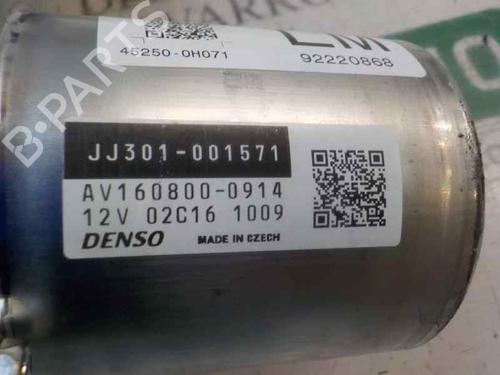 45250-0H071
92220868
JJ301-001571
AV160800-0914
12V 02C16 1009
DENSO MADE IN CZECH
B-PARTS